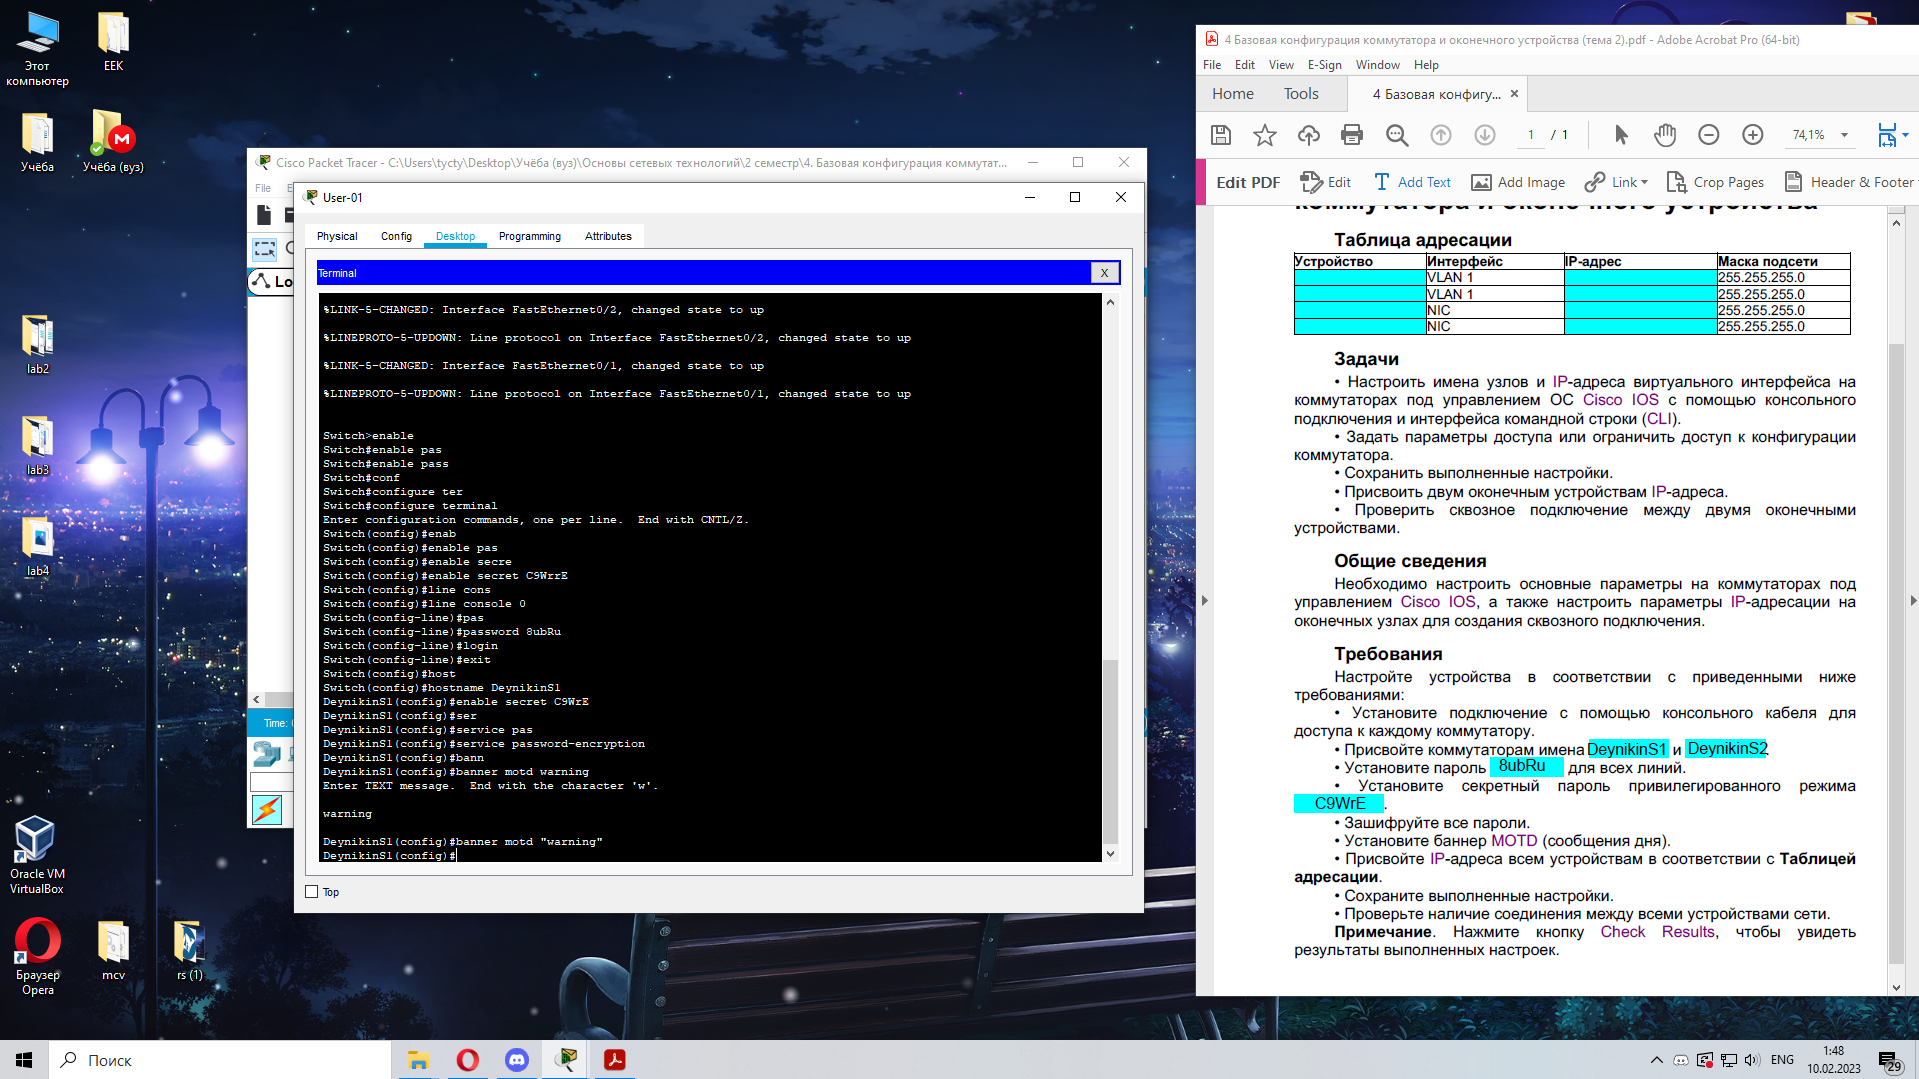 Этот
компьютер
EEK
Учёба
Учёба (вуз)
lab2
lab3
lab4
Oracle VM
VirtualBox
Браузер
Opera
mcv
rs (1)
Cisco Packet Tracer - C:\Users\tycty\Desktop\Учёба (вуз)\Основы сетевых технологий\2 семестр\4. Базовая конфигурация коммутат...
File
User-01
Physical Config Desktop Programming Attributes
Terminal X
%LINK-5-CHANGED: Interface FastEthernet0/2, changed state to up
%LINEPROTO-5-UPDOWN: Line protocol on Interface FastEthernet0/2, changed state to up
%LINK-5-CHANGED: Interface FastEthernet0/1, changed state to up
%LINEPROTO-5-UPDOWN: Line protocol on Interface FastEthernet0/1, changed state to up
Switch>enable
Switch#enable pas
Switch#enable pass
Switch#conf
Switch#configure ter
Switch#configure terminal
Enter configuration commands, one per line.  End with CNTL/Z.
Switch(config)#enab
Switch(config)#enable pas
Switch(config)#enable secre
Switch(config)#enable secret C9WrrE
Switch(config)#line cons
Switch(config)#line console 0
Switch(config-line)#pas
Switch(config-line)#password 8ubRu
Switch(config-line)#login
Switch(config-line)#exit
Switch(config)#host
Switch(config)#hostname DeynikinS1
DeynikinS1(config)#enable secret C9WrE
DeynikinS1(config)#ser
DeynikinS1(config)#service pas
DeynikinS1(config)#service password-encryption
DeynikinS1(config)#bann
DeynikinS1(config)#banner motd warning
Enter TEXT message.  End with the character 'w'.
warning
DeynikinS1(config)#banner motd "warning"
DeynikinS1(config)#
Top
Time:
4 Базовая конфигурация коммутатора и оконечного устройства (тема 2).pdf - Adobe Acrobat Pro (64-bit)
File Edit View E-Sign Window Help
Home Tools 4 Базовая конфигу... ×
1 / 1 74,1%
Edit PDF Edit Add Text Add Image Link Crop Pages Header & Footer
коммутатора и оконечного устройства
Таблица адресации
Устройство Интерфейс IP-адрес Маска подсети
VLAN 1 255.255.255.0
VLAN 1 255.255.255.0
NIC 255.255.255.0
NIC 255.255.255.0
Задачи
• Настроить имена узлов и IP-адреса виртуального интерфейса на
коммутаторах под управлением ОС Cisco IOS с помощью консольного
подключения и интерфейса командной строки (CLI).
• Задать параметры доступа или ограничить доступ к конфигурации
коммутатора.
• Сохранить выполненные настройки.
• Присвоить двум оконечным устройствам IP-адреса.
• Проверить сквозное подключение между двумя оконечными
устройствами.
Общие сведения
Необходимо настроить основные параметры на коммутаторах под
управлением Cisco IOS, а также настроить параметры IP-адресации на
оконечных узлах для создания сквозного подключения.
Требования
Настройте устройства в соответствии с приведенными ниже
требованиями:
• Установите подключение с помощью консольного кабеля для
доступа к каждому коммутатору.
• Присвойте коммутаторам имена DeynikinS1 и DeynikinS2.
• Установите пароль 8ubRu для всех линий.
• Установите секретный пароль привилегированного режима
C9WrE.
• Зашифруйте все пароли.
• Установите баннер MOTD (сообщения дня).
• Присвойте IP-адреса всем устройствам в соответствии с Таблицей
адресации.
• Сохраните выполненные настройки.
• Проверьте наличие соединения между всеми устройствами сети.
Примечание. Нажмите кнопку Check Results, чтобы увидеть
результаты выполненных настроек.
Поиск
ENG
1:48
10.02.2023
29